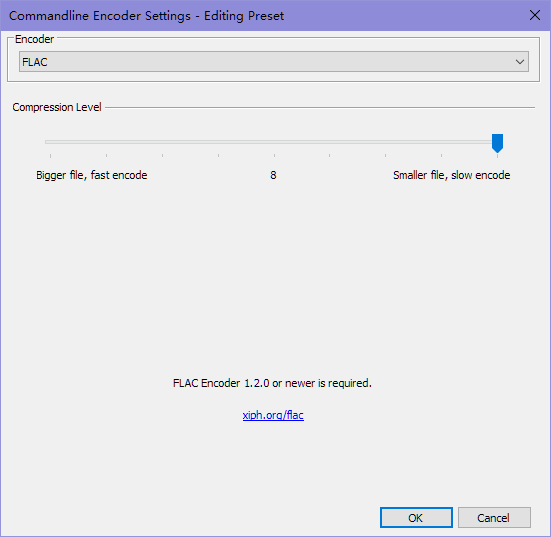 Commandline Encoder Settings - Editing Preset
Encoder
FLAC
Compression Level
Bigger file, fast encode 8 Smaller file, slow encode
FLAC Encoder 1.2.0 or newer is required.
xiph.org/flac
OK Cancel